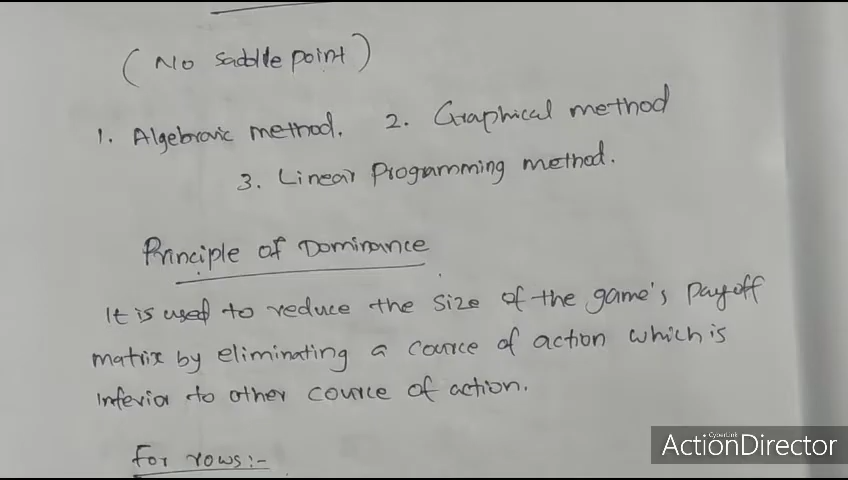 (No saddle point)
1. Algebraic method. 2. Graphical method
3. Linear Programming method.
Principle of Dominance
It is used to reduce the size of the game's payoff
matrix by eliminating a cource of action which is
inferior to other cource of action.
For rows:-
CyberLink
ActionDirector